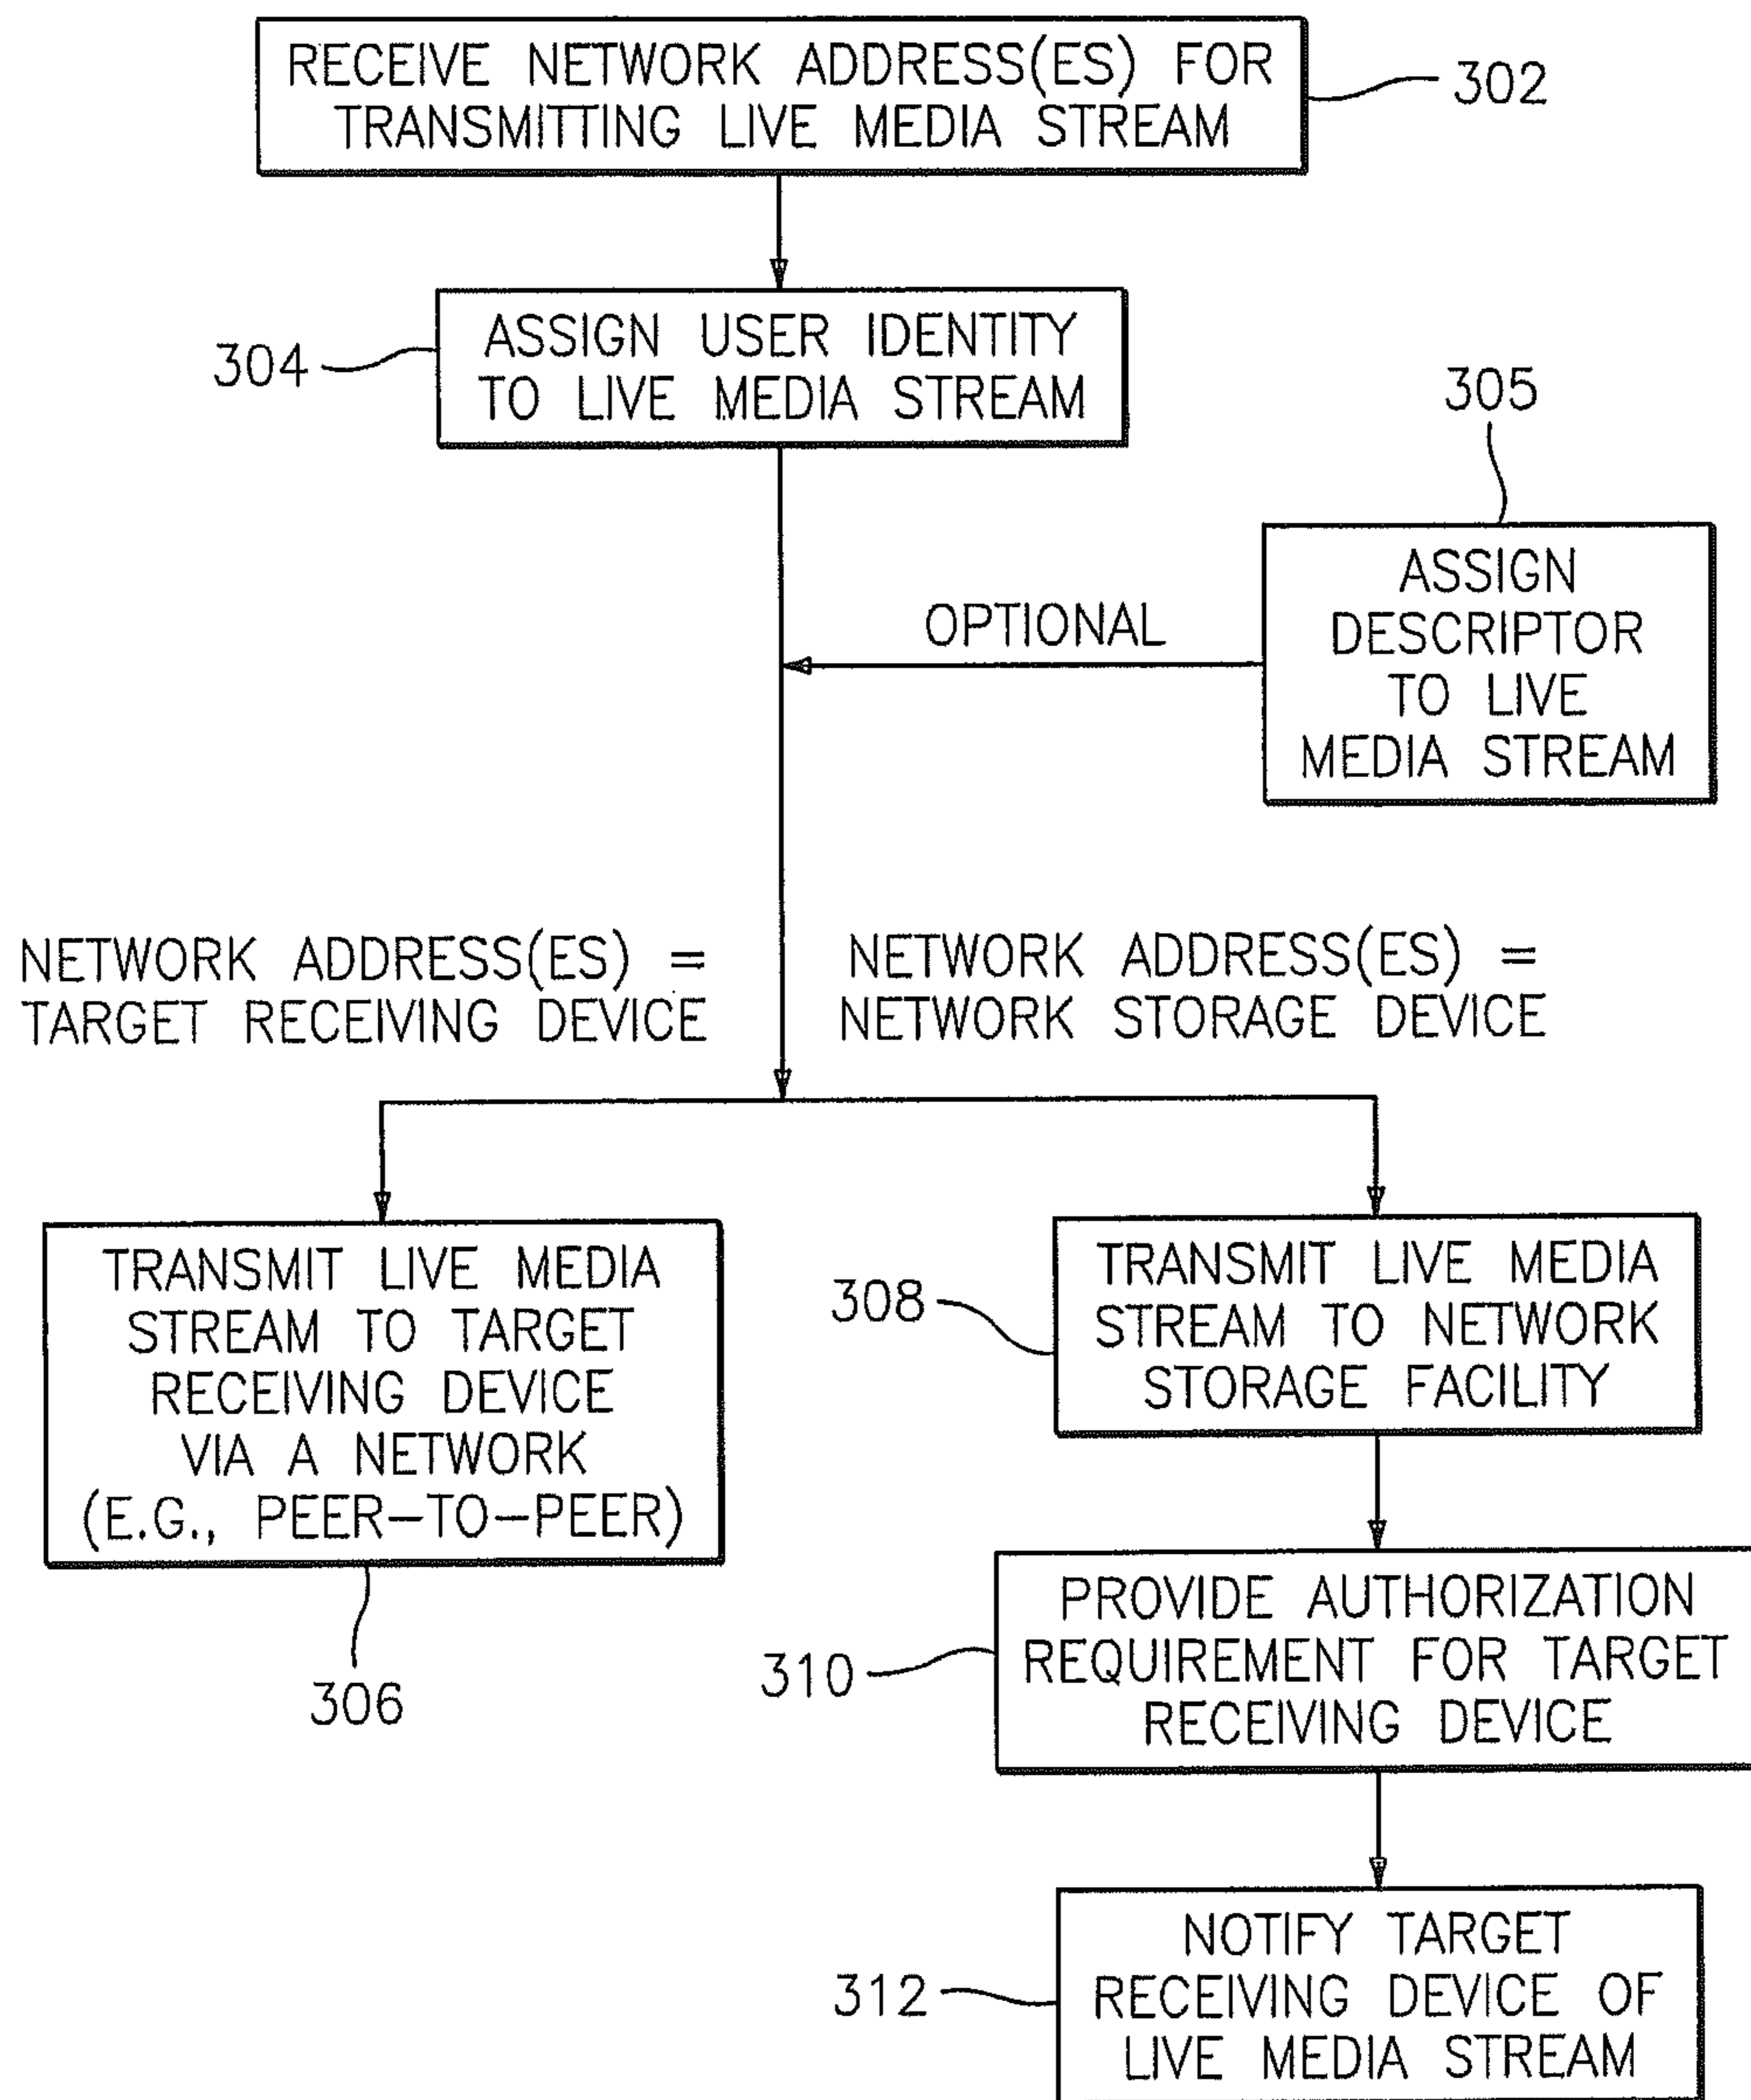 RECEIVE NETWORK ADDRESS(ES) FOR
TRANSMITTING LIVE MEDIA STREAM
302
ASSIGN USER IDENTITY
TO LIVE MEDIA STREAM
304
305
ASSIGN
DESCRIPTOR
TO LIVE
MEDIA STREAM
OPTIONAL
NETWORK ADDRESS(ES) =
TARGET RECEIVING DEVICE
NETWORK ADDRESS(ES) =
NETWORK STORAGE DEVICE
TRANSMIT LIVE MEDIA
STREAM TO TARGET
RECEIVING DEVICE
VIA A NETWORK
(E.G., PEER-TO-PEER)
306
308
TRANSMIT LIVE MEDIA
STREAM TO NETWORK
STORAGE FACILITY
310
PROVIDE AUTHORIZATION
REQUIREMENT FOR TARGET
RECEIVING DEVICE
312
NOTIFY TARGET
RECEIVING DEVICE OF
LIVE MEDIA STREAM